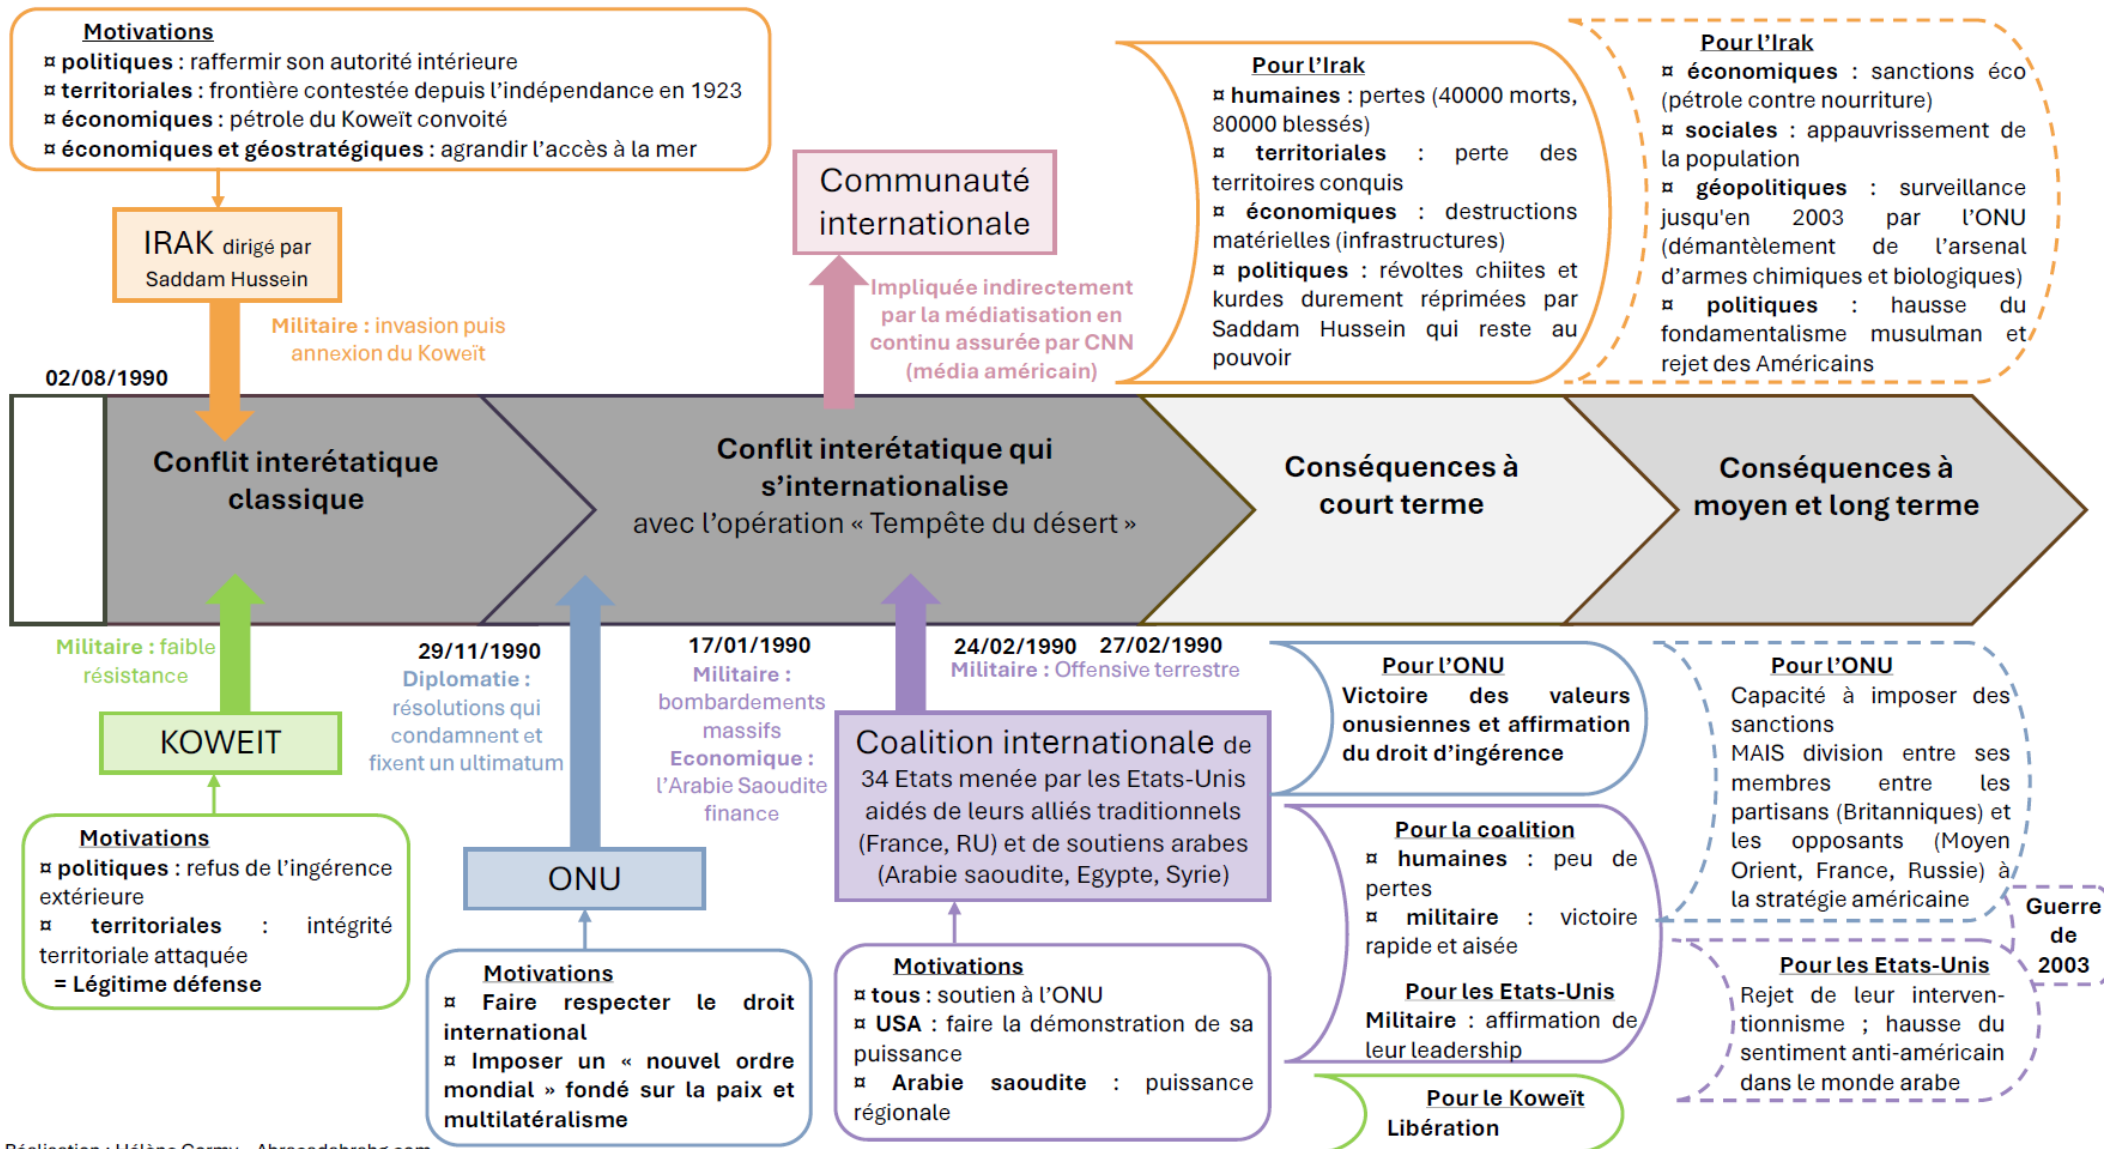 Motivations
¤ politiques : raffermir son autorité intérieure
¤ territoriales : frontière contestée depuis l'indépendance en 1923
¤ économiques : pétrole du Koweït convoité
¤ économiques et géostratégiques : agrandir l'accès à la mer
IRAK dirigé par
Saddam Hussein
Militaire : invasion puis
annexion du Koweït
02/08/1990
Communauté
internationale
Impliquée indirectement
par la médiatisation en
continu assurée par CNN
(média américain)
Pour l'Irak
¤ humaines : pertes (40000 morts,
80000 blessés)
¤ territoriales : perte des
territoires conquis
¤ économiques : destructions
matérielles (infrastructures)
¤ politiques : révoltes chiites et
kurdes durement réprimées par
Saddam Hussein qui reste au
pouvoir
Pour l'Irak
¤ économiques : sanctions éco
(pétrole contre nourriture)
¤ sociales : appauvrissement de
la population
¤ géopolitiques : surveillance
jusqu'en 2003 par l'ONU
(démantèlement de l'arsenal
d'armes chimiques et biologiques)
¤ politiques : hausse du
fondamentalisme musulman et
rejet des Américains
Conflit interétatique
classique
Conflit interétatique qui
s'internationalise
avec l'opération « Tempête du désert »
Conséquences à
court terme
Conséquences à
moyen et long terme
Militaire : faible
résistance
KOWEIT
Motivations
¤ politiques : refus de l'ingérence
extérieure
¤ territoriales : intégrité
territoriale attaquée
= Légitime défense
29/11/1990
Diplomatie :
résolutions qui
condamnent et
fixent un ultimatum
ONU
Motivations
¤ Faire respecter le droit
international
¤ Imposer un « nouvel ordre
mondial » fondé sur la paix et
multilatéralisme
17/01/1990
Militaire :
bombardements
massifs
Economique :
l'Arabie Saoudite
finance
24/02/1990 27/02/1990
Militaire : Offensive terrestre
Coalition internationale de
34 Etats menée par les Etats-Unis
aidés de leurs alliés traditionnels
(France, RU) et de soutiens arabes
(Arabie saoudite, Egypte, Syrie)
Motivations
¤ tous : soutien à l'ONU
¤ USA : faire la démonstration de sa
puissance
¤ Arabie saoudite : puissance
régionale
Pour l'ONU
Victoire des valeurs
onusiennes et affirmation
du droit d'ingérence
Pour la coalition
¤ humaines : peu de
pertes
¤ militaire : victoire
rapide et aisée
Pour les Etats-Unis
Militaire : affirmation de
leur leadership
Pour le Koweït
Libération
Pour l'ONU
Capacité à imposer des
sanctions
MAIS division entre ses
membres entre les
partisans (Britanniques) et
les opposants (Moyen
Orient, France, Russie) à
la stratégie américaine
Guerre
de
2003
Pour les Etats-Unis
Rejet de leur interven-
tionnisme ; hausse du
sentiment anti-américain
dans le monde arabe